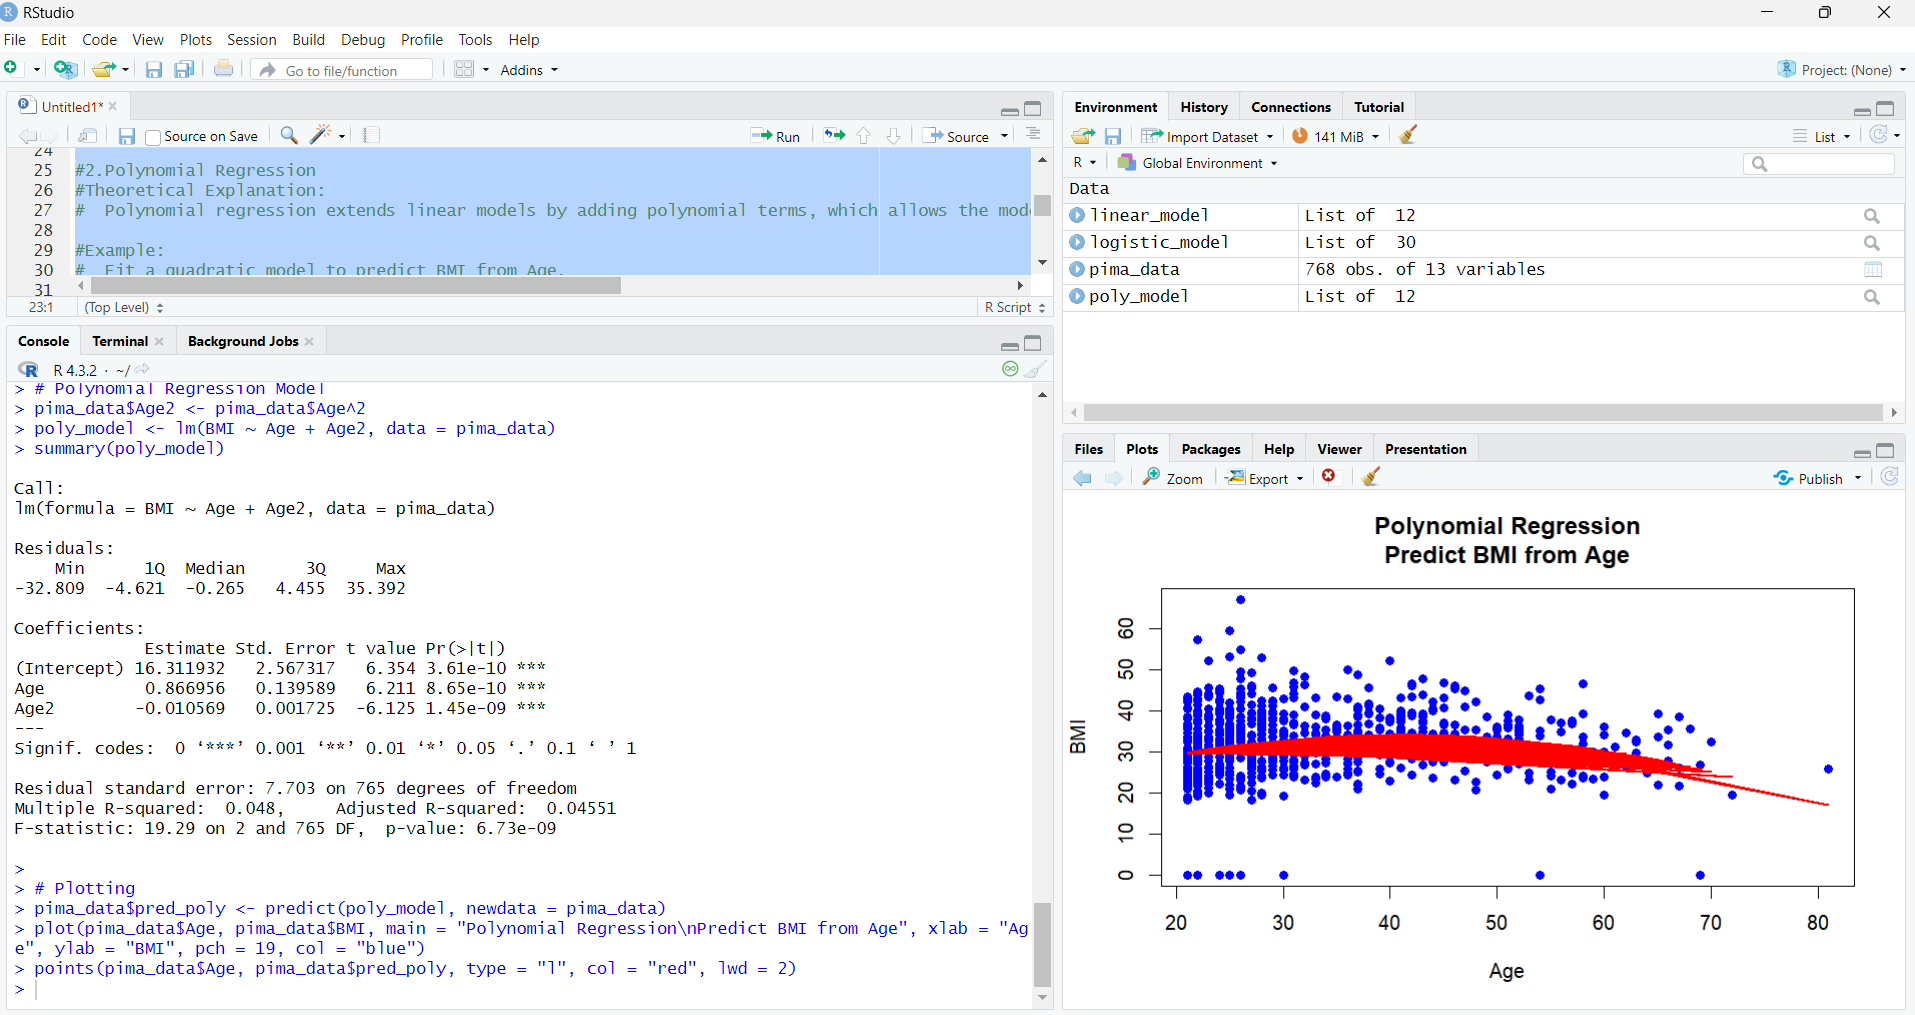 RStudio
File Edit Code View Plots Session Build Debug Profile Tools Help
Go to file/function Addins Project: (None)
Untitled1*
Source on Save Run Source
24
25 #2.Polynomial Regression
26 #Theoretical Explanation:
27 # Polynomial regression extends linear models by adding polynomial terms, which allows the mod
28
29 #Example:
30 # Fit a quadratic model to predict BMI from Age.
31
23:1 (Top Level) R Script
Console Terminal Background Jobs
R 4.3.2 · ~/
> # Polynomial Regression Model
> pima_data$Age2 <- pima_data$Age^2
> poly_model <- lm(BMI ~ Age + Age2, data = pima_data)
> summary(poly_model)
Call:
lm(formula = BMI ~ Age + Age2, data = pima_data)
Residuals:
Min 1Q Median 3Q Max
-32.809 -4.621 -0.265 4.455 35.392
Coefficients:
Estimate Std. Error t value Pr(>|t|)
(Intercept) 16.311932 2.567317 6.354 3.61e-10 ***
Age 0.866956 0.139589 6.211 8.65e-10 ***
Age2 -0.010569 0.001725 -6.125 1.45e-09 ***
---
Signif. codes: 0 ‘***’ 0.001 ‘**’ 0.01 ‘*’ 0.05 ‘.’ 0.1 ‘ ’ 1
Residual standard error: 7.703 on 765 degrees of freedom
Multiple R-squared: 0.048, Adjusted R-squared: 0.04551
F-statistic: 19.29 on 2 and 765 DF, p-value: 6.73e-09
>
> # Plotting
> pima_data$pred_poly <- predict(poly_model, newdata = pima_data)
> plot(pima_data$Age, pima_data$BMI, main = "Polynomial Regression\nPredict BMI from Age", xlab = "Ag
e", ylab = "BMI", pch = 19, col = "blue")
> points(pima_data$Age, pima_data$pred_poly, type = "l", col = "red", lwd = 2)
>
Environment History Connections Tutorial
Import Dataset 141 MiB List
R Global Environment
Data
linear_model List of 12
logistic_model List of 30
pima_data 768 obs. of 13 variables
poly_model List of 12
Files Plots Packages Help Viewer Presentation
Zoom Export Publish
Polynomial Regression
Predict BMI from Age
BMI
60
50
40
30
20
10
0
20 30 40 50 60 70 80
Age